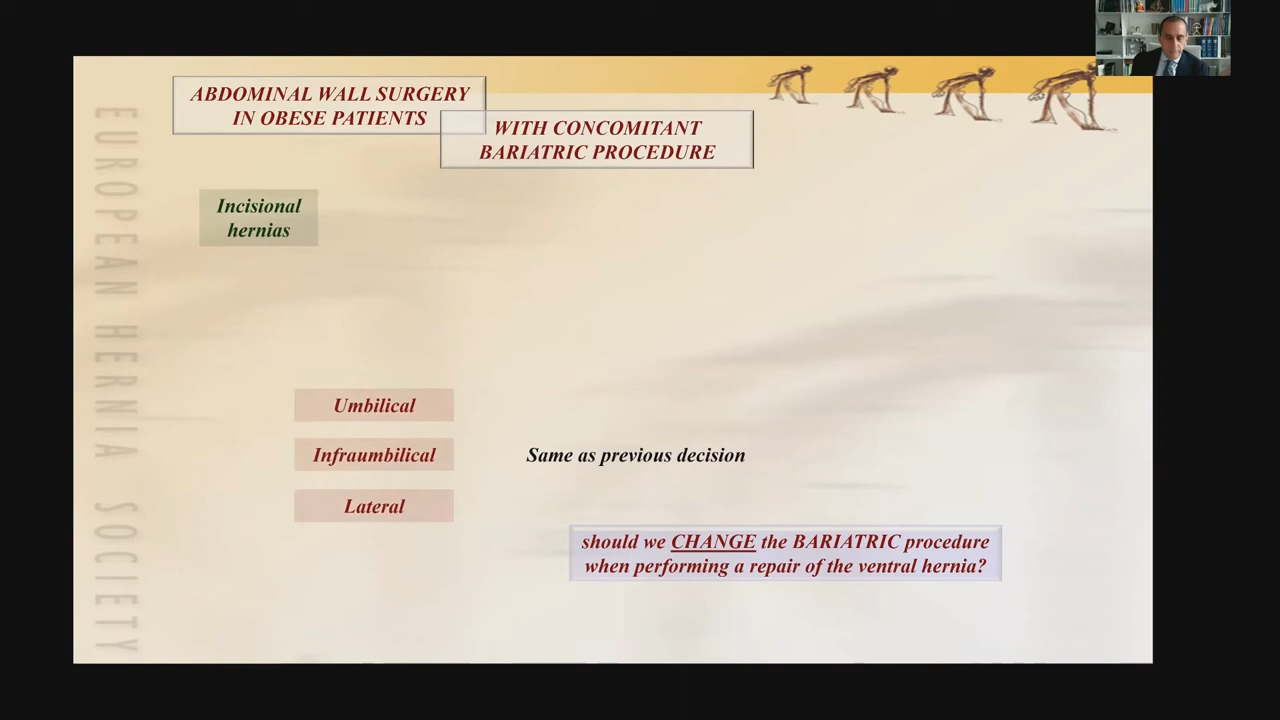 ABDOMINAL WALL SURGERY
IN OBESE PATIENTS
WITH CONCOMITANT
BARIATRIC PROCEDURE
Incisional
hernias
Umbilical
Infraumbilical
Same as previous decision
Lateral
should we CHANGE the BARIATRIC procedure
when performing a repair of the ventral hernia?
EUROPEAN HERNIA SOCIETY